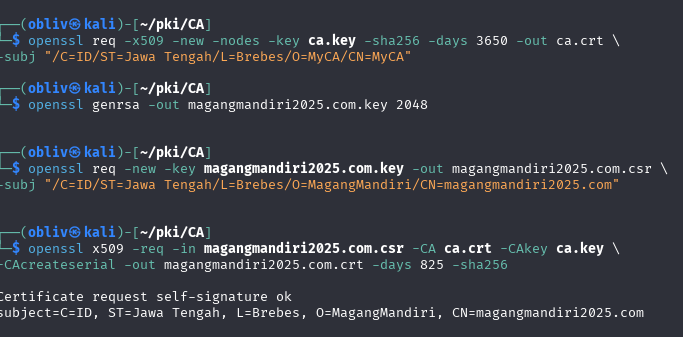 ┌──(obliv㉿kali)-[~/pki/CA]
└─$ openssl req -x509 -new -nodes -key ca.key -sha256 -days 3650 -out ca.crt \
-subj "/C=ID/ST=Jawa Tengah/L=Brebes/O=MyCA/CN=MyCA"
┌──(obliv㉿kali)-[~/pki/CA]
└─$ openssl genrsa -out magangmandiri2025.com.key 2048
┌──(obliv㉿kali)-[~/pki/CA]
└─$ openssl req -new -key magangmandiri2025.com.key -out magangmandiri2025.com.csr \
-subj "/C=ID/ST=Jawa Tengah/L=Brebes/O=MagangMandiri/CN=magangmandiri2025.com"
┌──(obliv㉿kali)-[~/pki/CA]
└─$ openssl x509 -req -in magangmandiri2025.com.csr -CA ca.crt -CAkey ca.key \
-CAcreateserial -out magangmandiri2025.com.crt -days 825 -sha256
Certificate request self-signature ok
subject=C=ID, ST=Jawa Tengah, L=Brebes, O=MagangMandiri, CN=magangmandiri2025.com